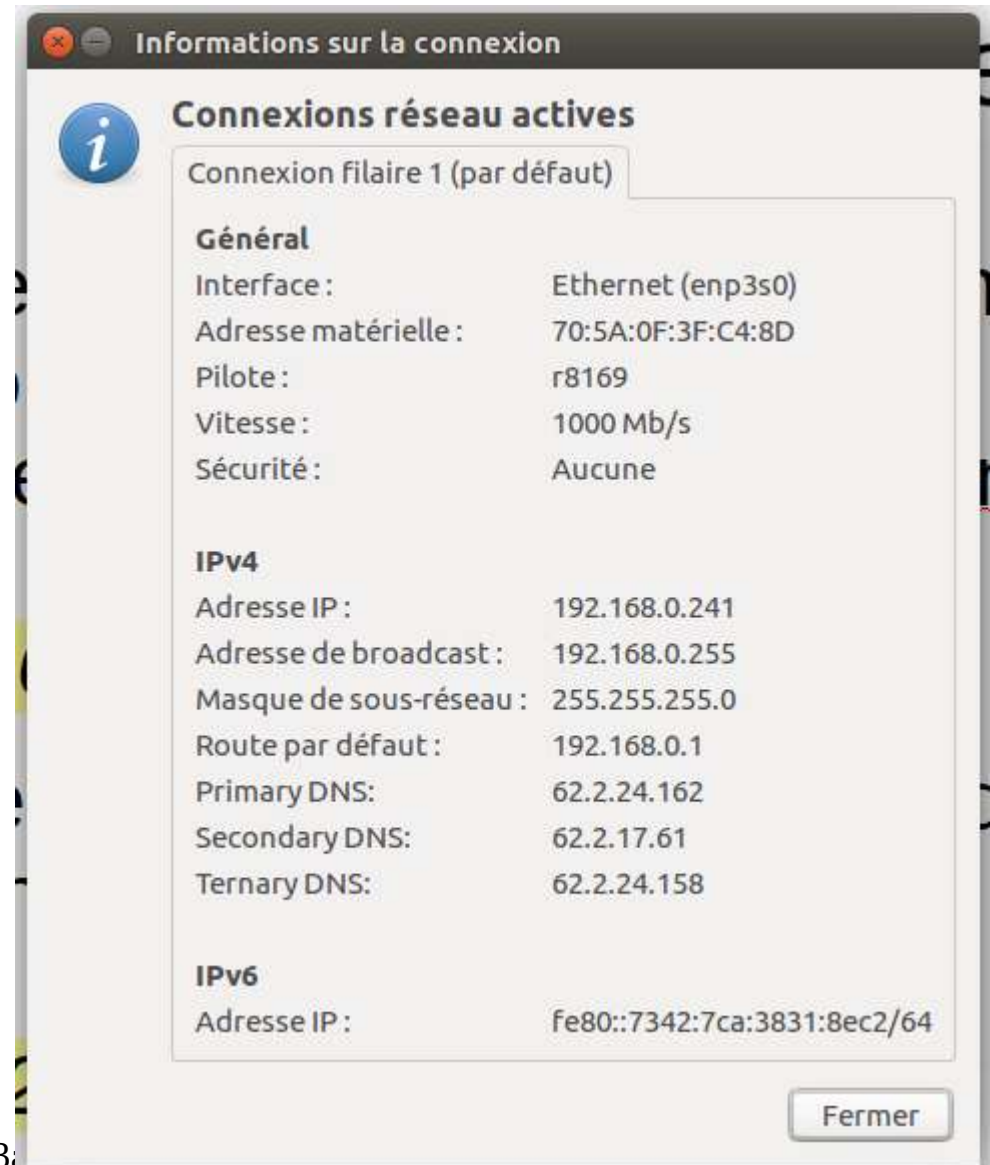 Informations sur la connexion
Connexions réseau actives
Connexion filaire 1 (par défaut)
Général
Interface : Ethernet (enp3s0)
Adresse matérielle : 70:5A:0F:3F:C4:8D
Pilote : r8169
Vitesse : 1000 Mb/s
Sécurité : Aucune
IPv4
Adresse IP : 192.168.0.241
Adresse de broadcast : 192.168.0.255
Masque de sous-réseau : 255.255.255.0
Route par défaut : 192.168.0.1
Primary DNS: 62.2.24.162
Secondary DNS: 62.2.17.61
Ternary DNS: 62.2.24.158
IPv6
Adresse IP : fe80::7342:7ca:3831:8ec2/64
Fermer